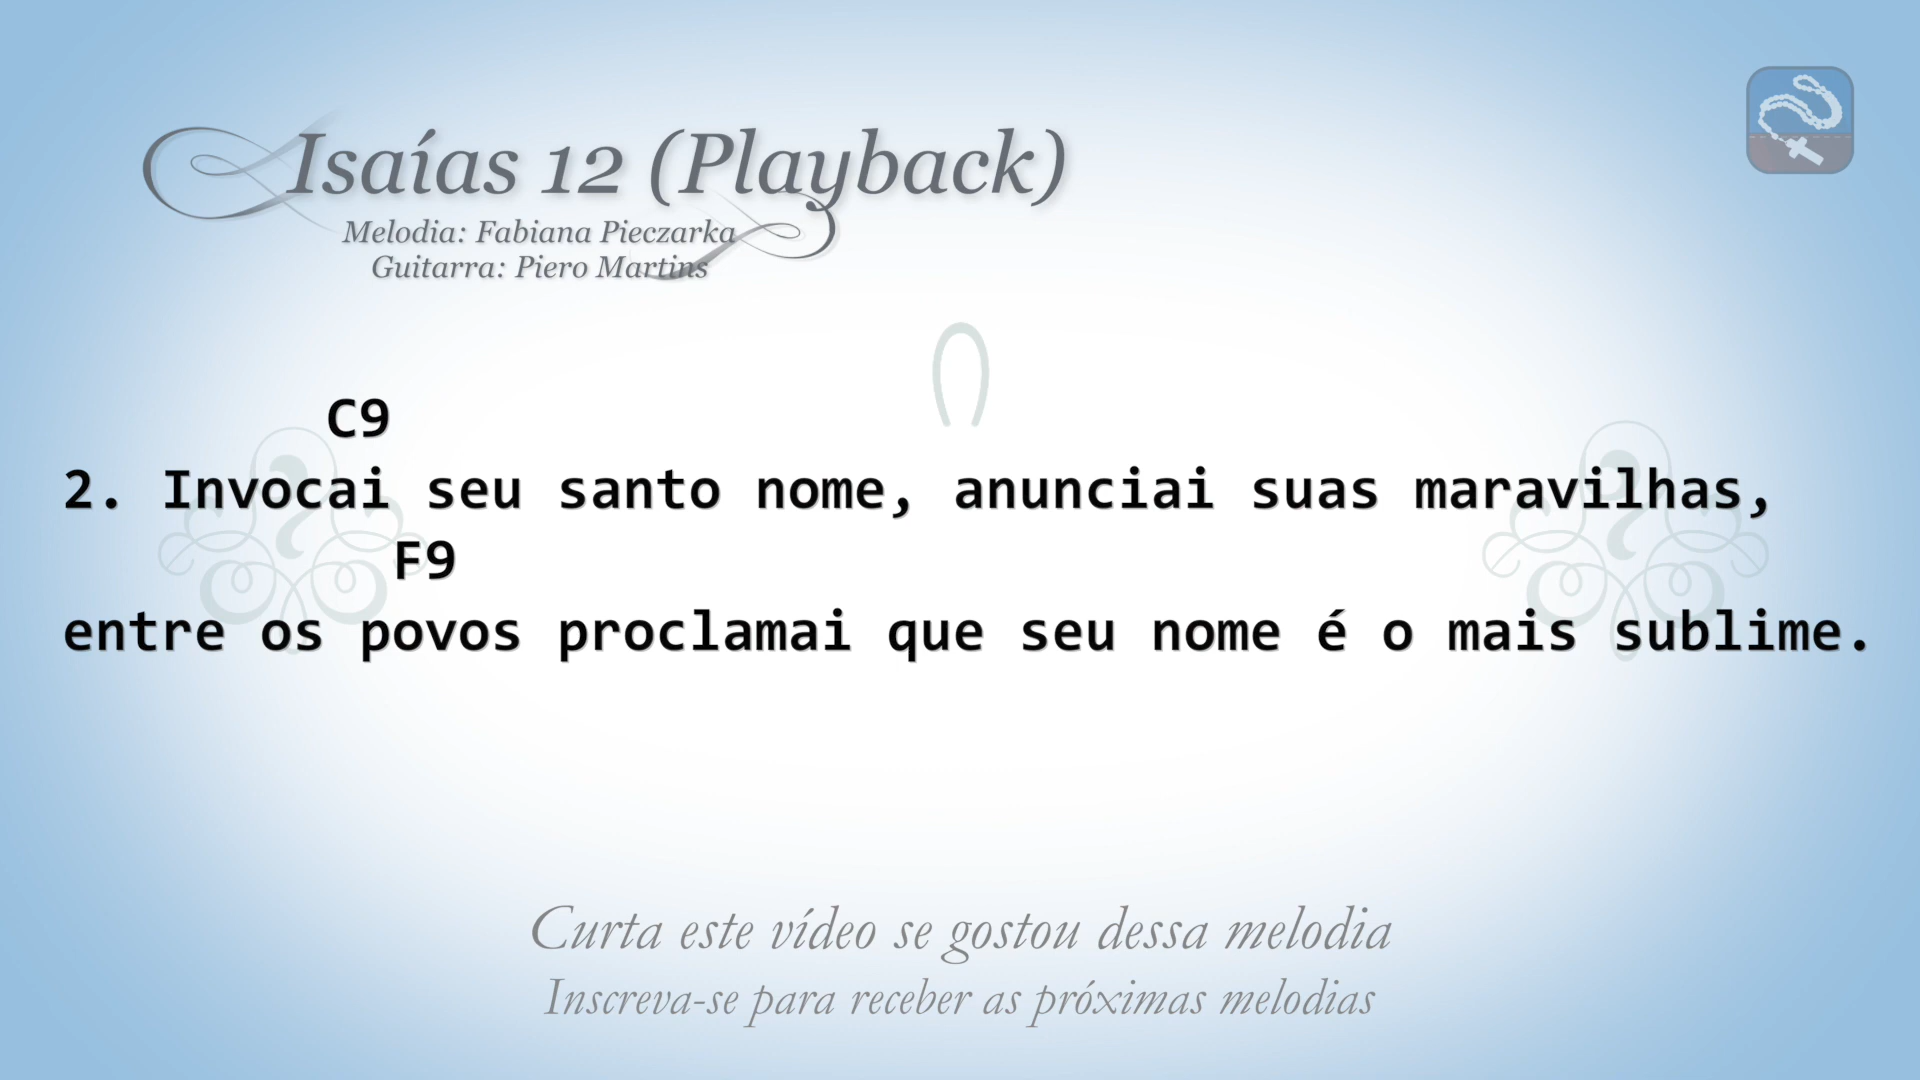 Isaías 12 (Playback)
Melodia: Fabiana Pieczarka
Guitarra: Piero Martins
C9
2. Invocai seu santo nome, anunciai suas maravilhas,
F9
entre os povos proclamai que seu nome é o mais sublime.
Curta este vídeo se gostou dessa melodia
Inscreva-se para receber as próximas melodias